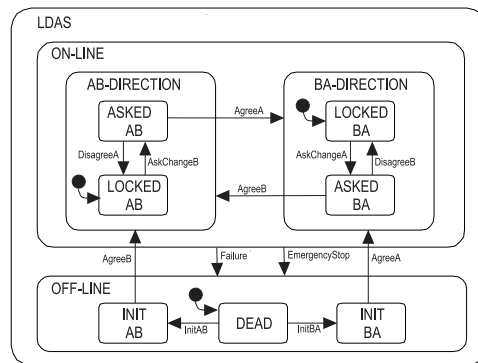 LDAS
ON-LINE
AB-DIRECTION
BA-DIRECTION
ASKED
AB
AgreeA
LOCKED
BA
DisagreeA
AskChangeB
AskChangeA
DisagreeB
LOCKED
AB
AgreeB
ASKED
BA
AgreeB
Failure
EmergencyStop
AgreeA
OFF-LINE
INIT
AB
InitAB
DEAD
InitBA
INIT
BA